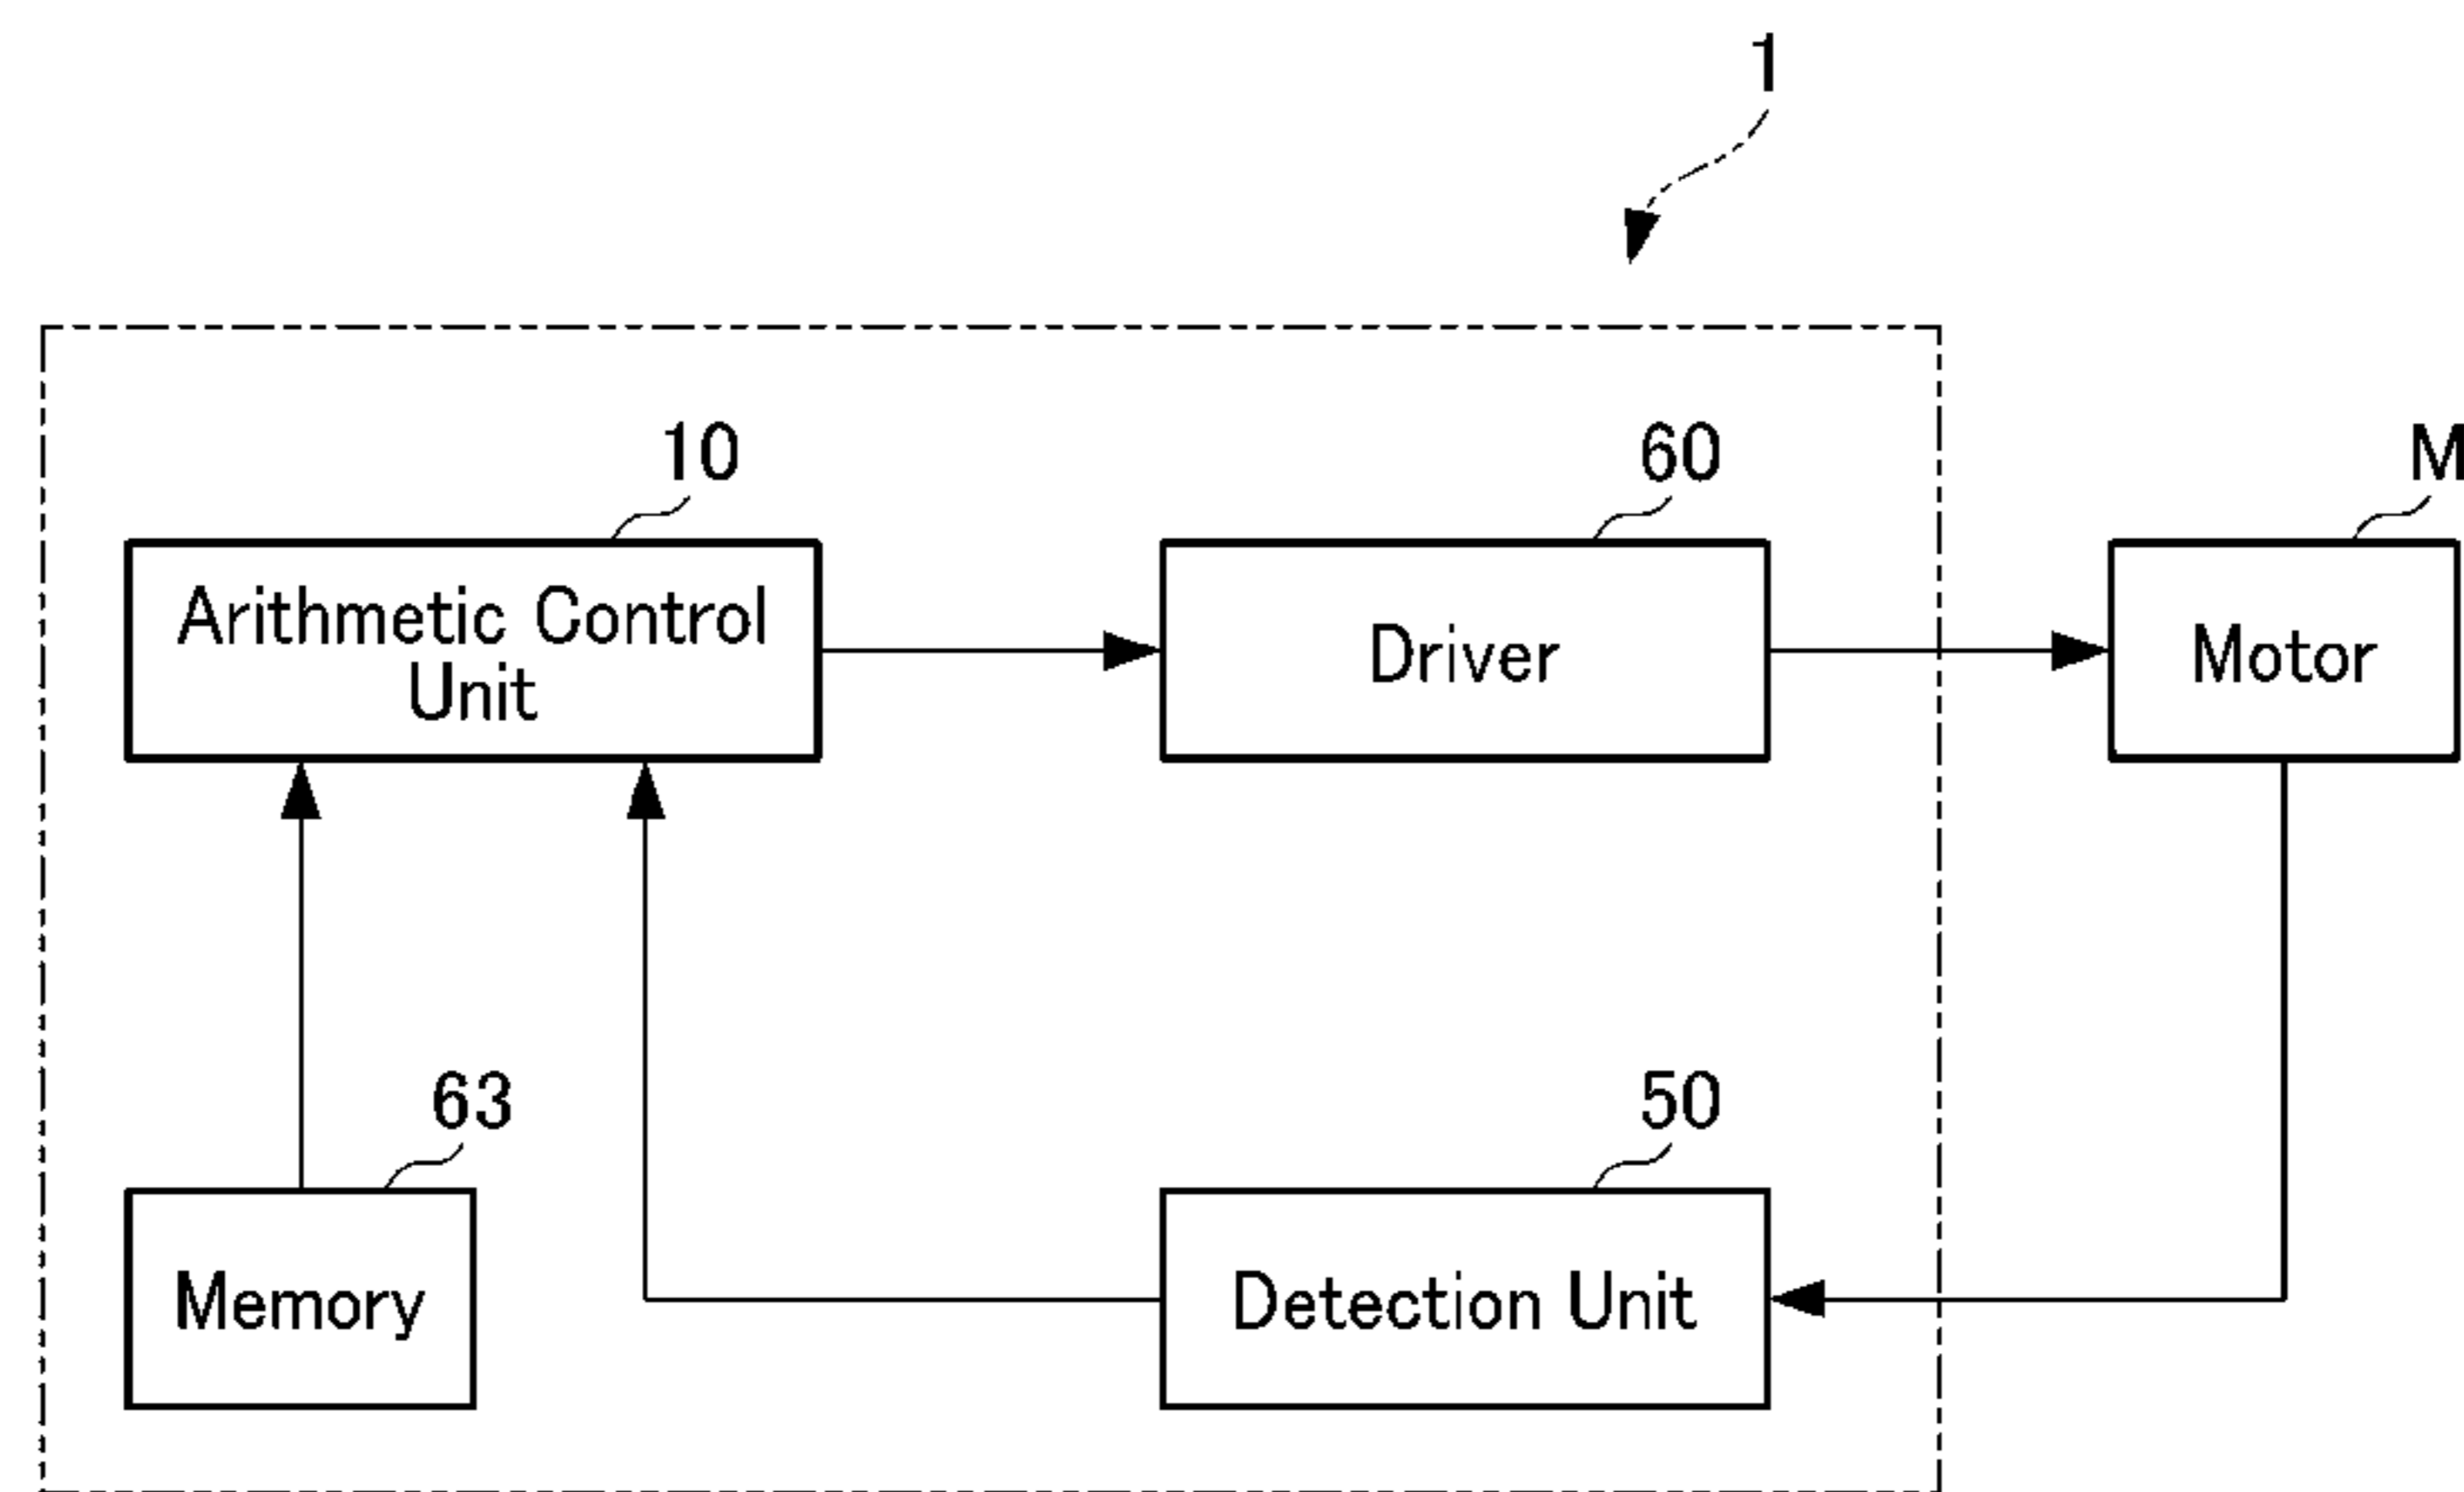 1
10
60
M
Arithmetic Control
Unit
Driver
Motor
63
50
Memory
Detection Unit